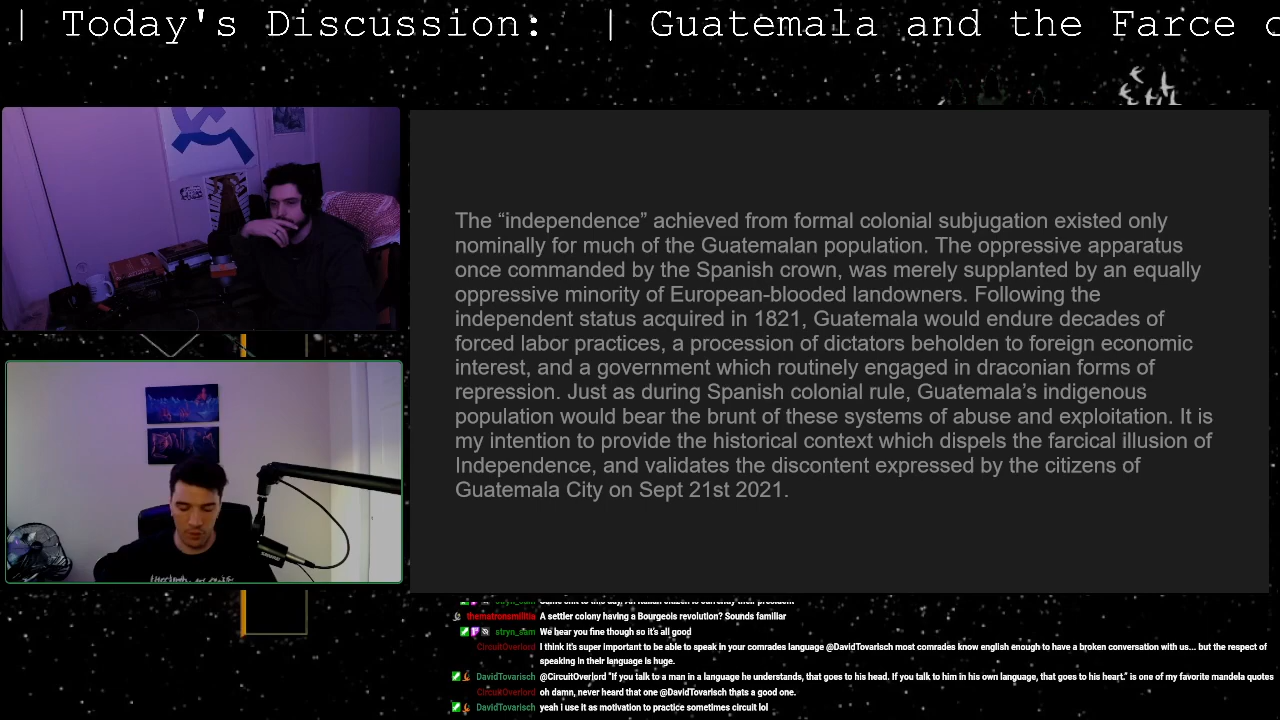 | Today's Discussion: | Guatemala and the Farce
The “independence” achieved from formal colonial subjugation existed only
nominally for much of the Guatemalan population. The oppressive apparatus
once commanded by the Spanish crown, was merely supplanted by an equally
oppressive minority of European-blooded landowners. Following the
independent status acquired in 1821, Guatemala would endure decades of
forced labor practices, a procession of dictators beholden to foreign economic
interest, and a government which routinely engaged in draconian forms of
repression. Just as during Spanish colonial rule, Guatemala’s indigenous
population would bear the brunt of these systems of abuse and exploitation. It is
my intention to provide the historical context which dispels the farcical illusion of
Independence, and validates the discontent expressed by the citizens of
Guatemala City on Sept 21st 2021.
thematronsmilitia A settler colony having a Bourgeois revolution? Sounds familiar
stryn_sam We hear you fine though so it's all good
CircuitOverlord I think it's super important to be able to speak in your comrades language @DavidTovarisch most comrades know english enough to have a broken conversation with us... but the respect of
speaking in their language is huge.
DavidTovarisch @CircuitOverlord "If you talk to a man in a language he understands, that goes to his head. If you talk to him in his own language, that goes to his heart." is one of my favorite mandela quotes
CircuitOverlord oh damn, never heard that one @DavidTovarisch thats a good one.
DavidTovarisch yeah i use it as motivation to practice sometimes circuit lol